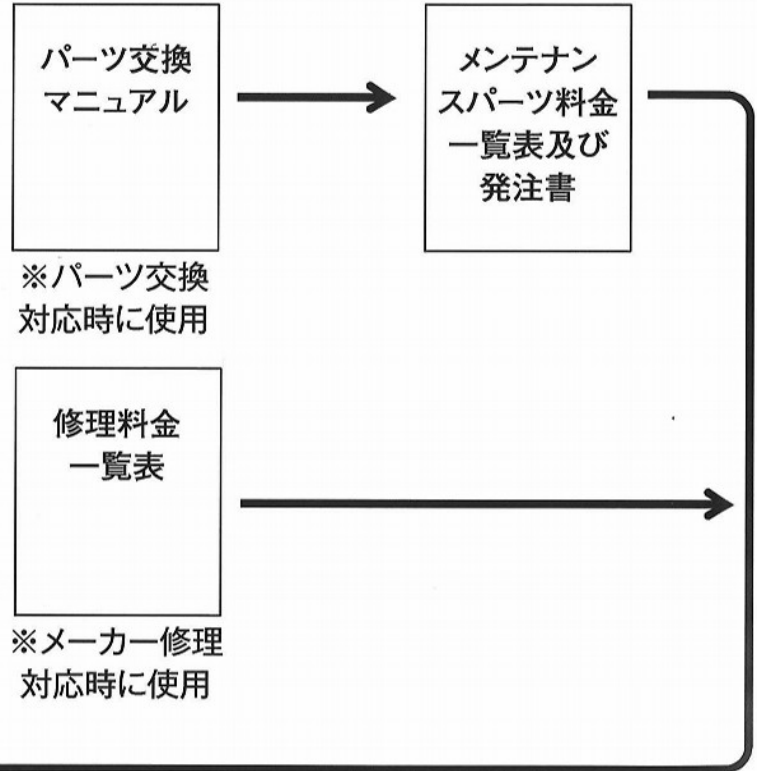 パーツ交換
マニュアル
メンテナン
スパーツ料金
一覧表及び
発注書
※パーツ交換
対応時に使用
修理料金
一覧表
※メーカー修理
対応時に使用